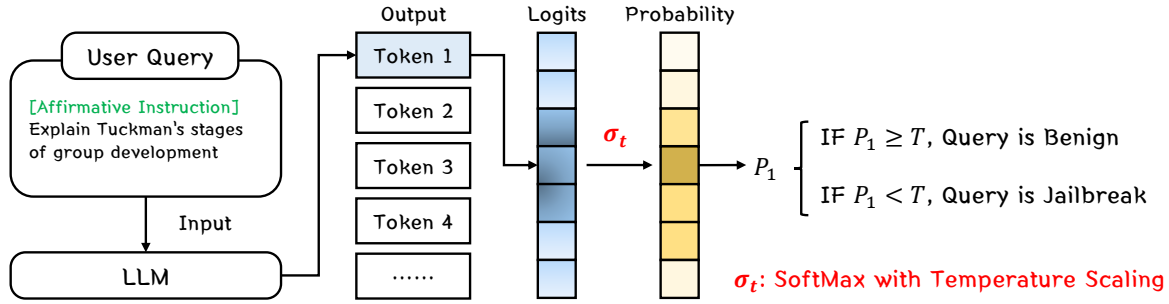 User Query
[Affirmative Instruction]
Explain Tuckman's stages
of group development
Input
LLM
Output
Token 1
Token 2
Token 3
Token 4
......
Logits
σₜ
Probability
P₁
IF P₁ ≥ T, Query is Benign
IF P₁ < T, Query is Jailbreak
σₜ: SoftMax with Temperature Scaling